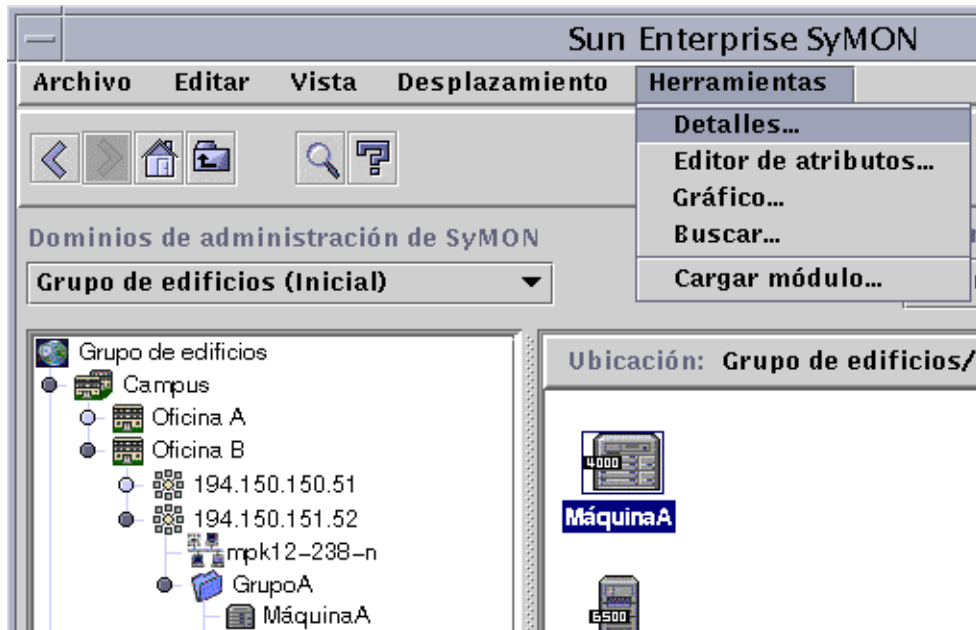 Sun Enterprise SyMON
Archivo Editar Vista Desplazamiento Herramientas
Detalles...
Editor de atributos...
Gráfico...
Buscar...
Cargar módulo...
Dominios de administración de SyMON
Grupo de edificios (Inicial)
Grupo de edificios
Campus
Oficina A
Oficina B
194.150.150.51
194.150.151.52
mpk12-238-n
GrupoA
MáquinaA
Ubicación: Grupo de edificios/
4000
MáquinaA
6500